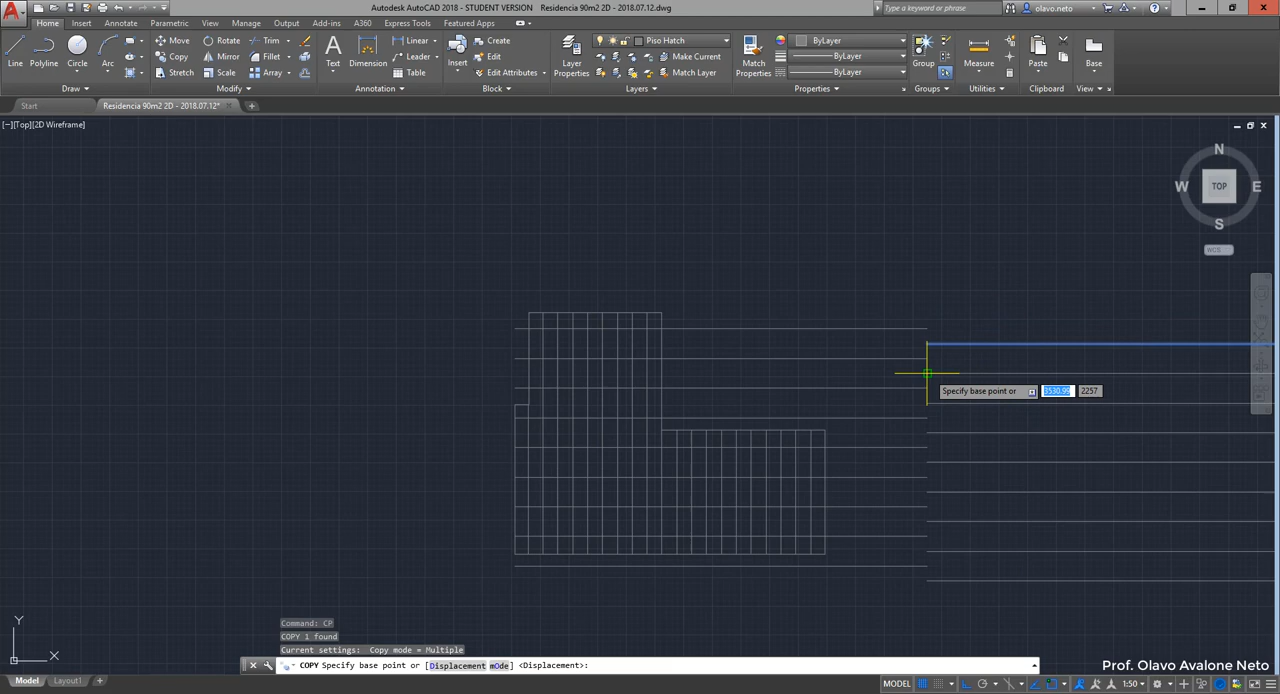 Autodesk AutoCAD 2018 - STUDENT VERSION Residencia 90m2 2D - 2018.07.12.dwg
Type a keyword or phrase
olavo.neto
Home Insert Annotate Parametric View Manage Output Add-ins A360 Express Tools Featured Apps
Line Polyline Circle Arc
Move Rotate Trim
Copy Mirror Fillet
Stretch Scale Array
Text Dimension
Linear
Leader
Table
Insert
Create
Edit
Edit Attributes
Layer Properties
Piso Hatch
Make Current
Match Layer
Match Properties
ByLayer
ByLayer
ByLayer
Group
Measure
Paste
Base
Draw Modify Annotation Block Layers Properties Groups Utilities Clipboard View
Start Residencia 90m2 2D - 2018.07.12*
[−][Top][2D Wireframe]
N
W TOP E
S
WCS
Specify base point or 3530.99 2257
Y
X
Command: CP
COPY 1 found
Current settings: Copy mode = Multiple
COPY Specify base point or [Displacement mOde] <Displacement>:
Prof. Olavo Avalone Neto
Model Layout1
MODEL 1:50